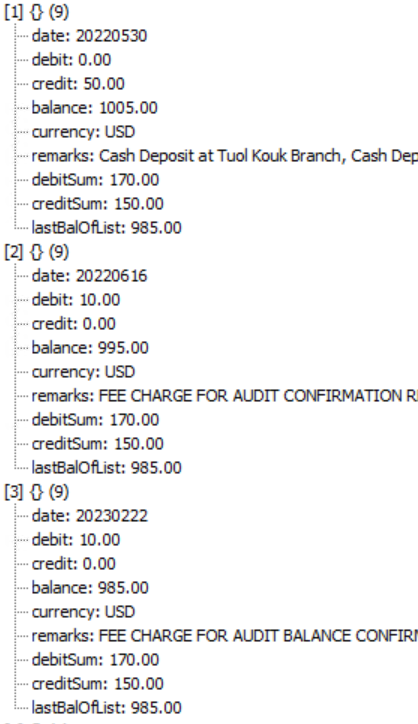 [1] {} (9)
date: 20220530
debit: 0.00
credit: 50.00
balance: 1005.00
currency: USD
remarks: Cash Deposit at Tuol Kouk Branch, Cash Dep
debitSum: 170.00
creditSum: 150.00
lastBalOfList: 985.00
[2] {} (9)
date: 20220616
debit: 10.00
credit: 0.00
balance: 995.00
currency: USD
remarks: FEE CHARGE FOR AUDIT CONFIRMATION
debitSum: 170.00
creditSum: 150.00
lastBalOfList: 985.00
[3] {} (9)
date: 20230222
debit: 10.00
credit: 0.00
balance: 985.00
currency: USD
remarks: FEE CHARGE FOR AUDIT BALANCE CONFIR
debitSum: 170.00
creditSum: 150.00
lastBalOfList: 985.00